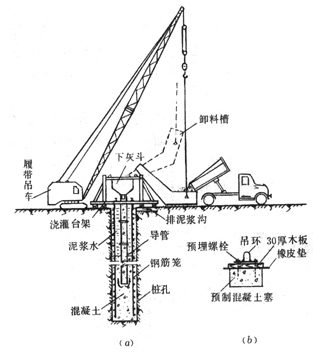 卸料槽
下灰斗
履带吊车
浇灌台架
排泥浆沟
泥浆水
导管
钢筋笼
混凝土
桩孔
(a)
吊环
30厚木板
预埋螺栓
橡皮垫
预制混凝土塞
(b)